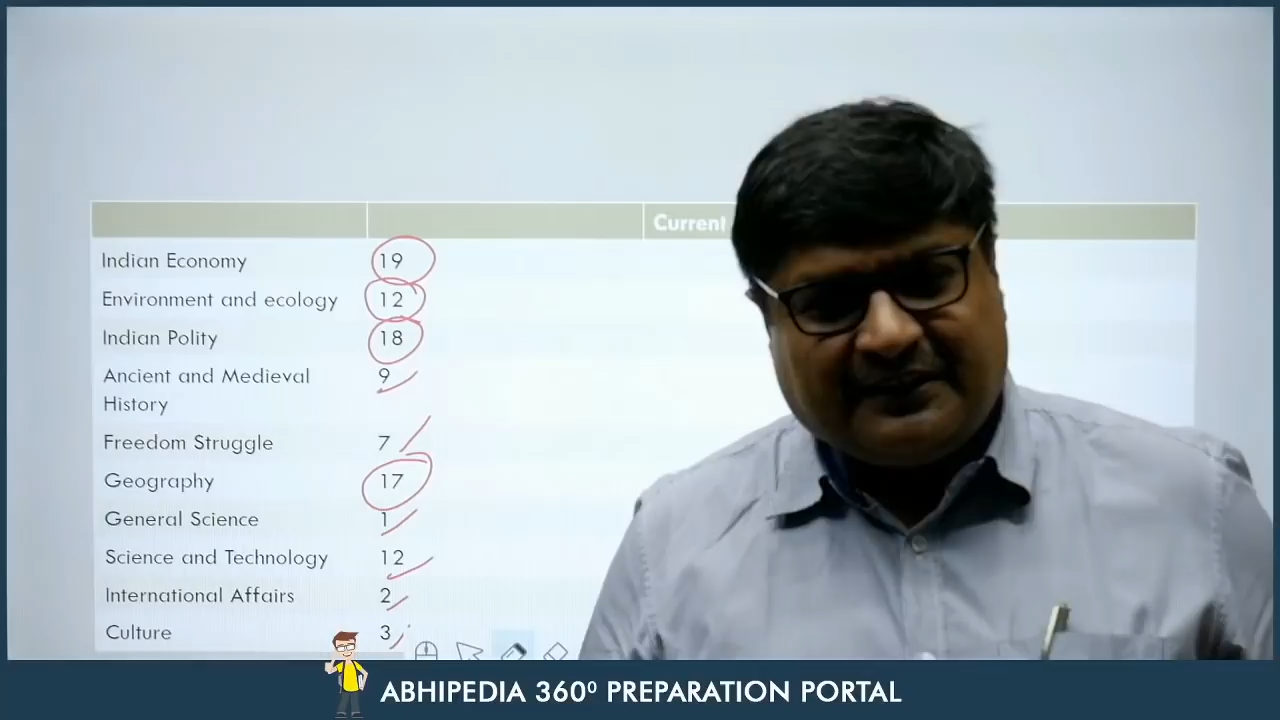 Current
Indian Economy 19
Environment and ecology 12
Indian Polity 18
Ancient and Medieval 9
History
Freedom Struggle 7
Geography 17
General Science 1
Science and Technology 12
International Affairs 2
Culture 3
ABHIPEDIA 360⁰ PREPARATION PORTAL